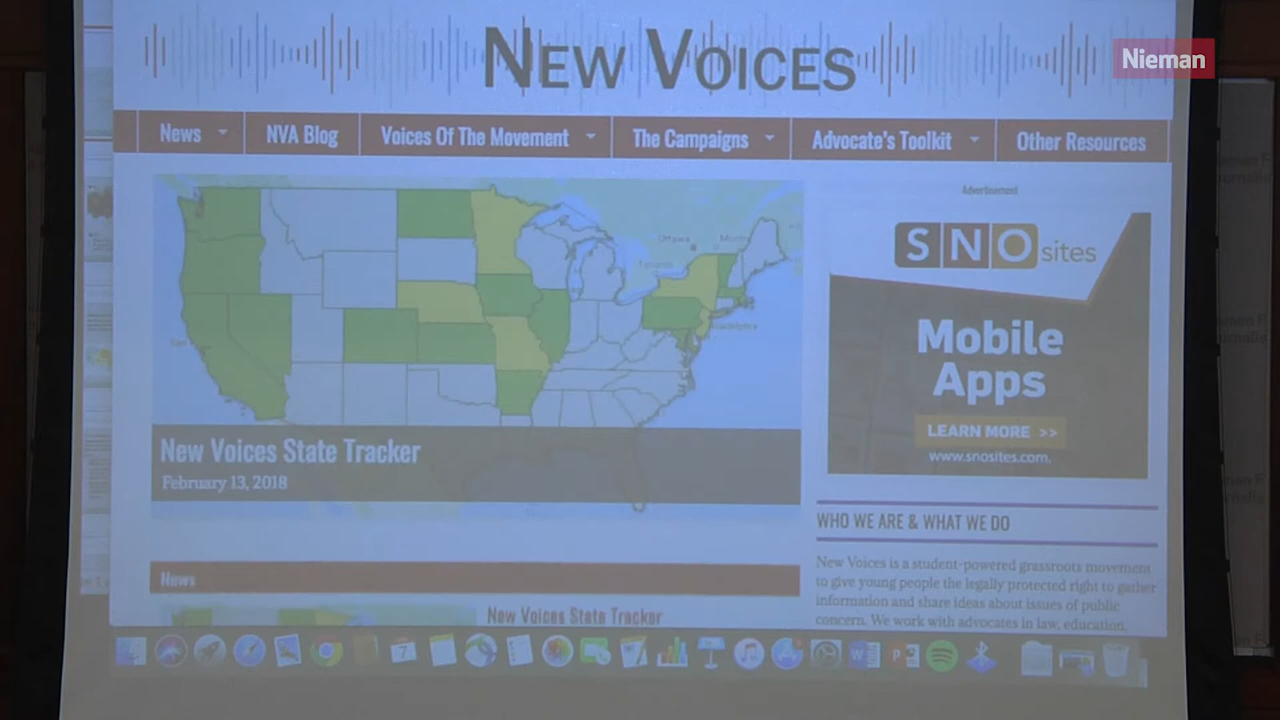 NEW VOICES
Nieman
News
NVA Blog
Voices Of The Movement
The Campaigns
Advocate's Toolkit
Other Resources
Ottawa
Toronto
New Voices State Tracker
February 13, 2018
Advertisement
SNO sites
Mobile
Apps
LEARN MORE >>
www.snosites.com.
WHO WE ARE & WHAT WE DO
New Voices is a student-powered grassroots movement
to give young people the legally protected right to gather
information and share ideas about issues of public
concern. We work with advocates in law, education,
News
New Voices State Tracker
7
W
P